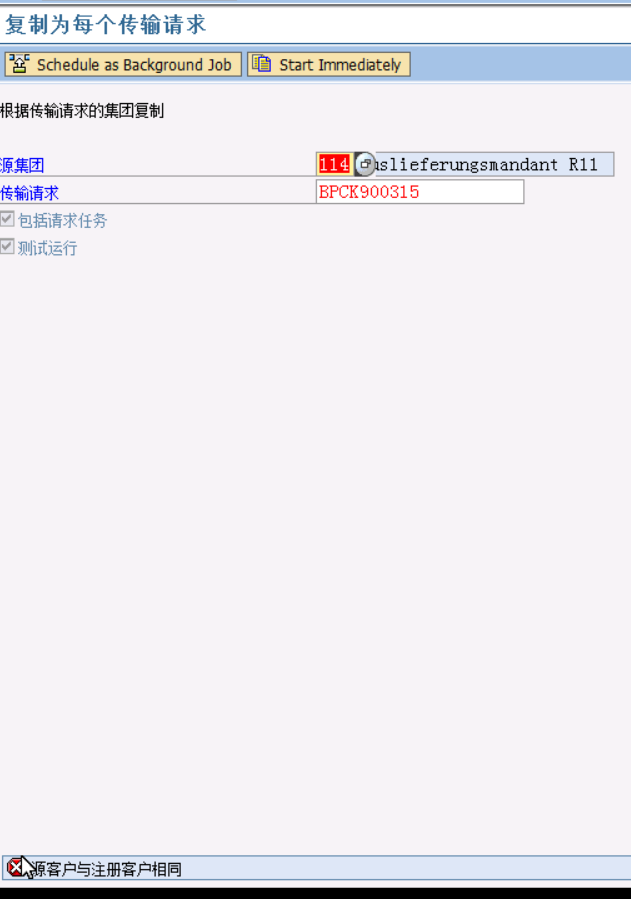 复制为每个传输请求
Schedule as Background Job Start Immediately
根据传输请求的集团复制
源集团 114 uslieferungsmandant R11
传输请求 BPCK900315
包括请求任务
测试运行
源客户与注册客户相同